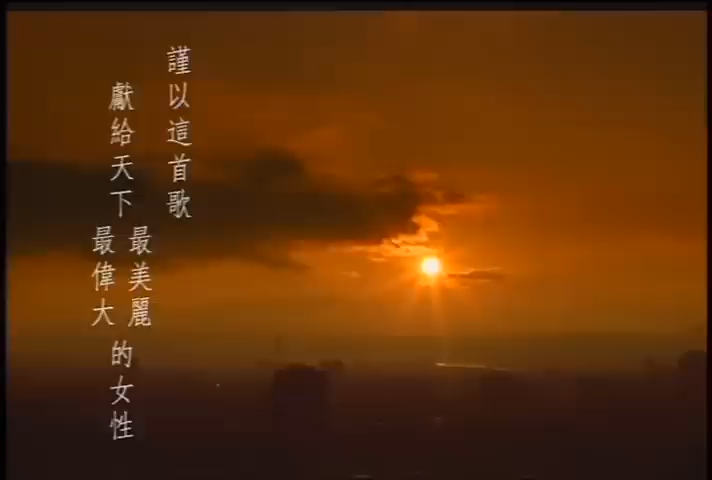 謹以這首歌
獻給天下
最美麗
最偉大
的女性